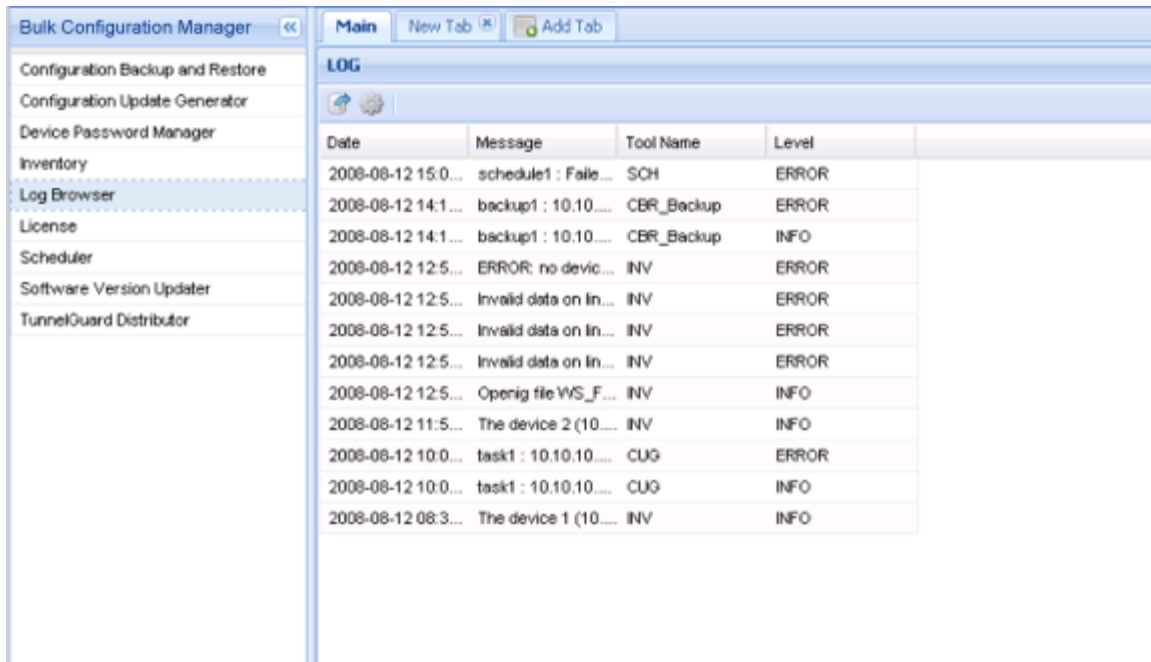 Bulk Configuration Manager
Configuration Backup and Restore
Configuration Update Generator
Device Password Manager
Inventory
Log Browser
License
Scheduler
Software Version Updater
TunnelGuard Distributor
Main New Tab Add Tab
LOG
Date Message Tool Name Level
2008-08-12 15:0... schedule1 : Faile... SCH ERROR
2008-08-12 14:1... backup1 : 10.10.... CBR_Backup ERROR
2008-08-12 14:1... backup1 : 10.10.... CBR_Backup INFO
2008-08-12 12:5... ERROR: no devic... INV ERROR
2008-08-12 12:5... Invalid data on lin... INV ERROR
2008-08-12 12:5... Invalid data on lin... INV ERROR
2008-08-12 12:5... Invalid data on lin... INV ERROR
2008-08-12 12:5... Openig file WS_F... INV INFO
2008-08-12 11:5... The device 2 (10.... INV INFO
2008-08-12 10:0... task1 : 10.10.10.... CUG ERROR
2008-08-12 10:0... task1 : 10.10.10.... CUG INFO
2008-08-12 08:3... The device 1 (10.... INV INFO